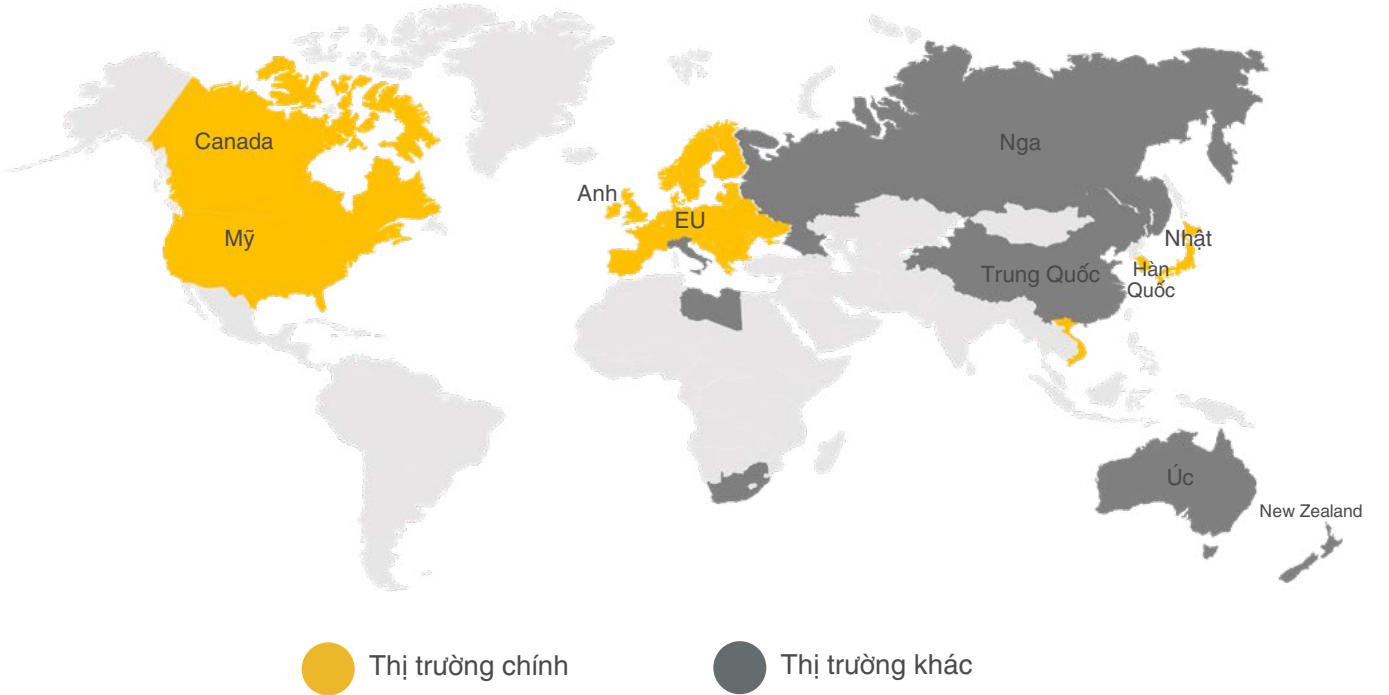 Canada
Nga
Anh
EU
Mỹ
Nhật
Trung Quốc
Hàn
Quốc
Úc
New Zealand
Thị trường chính
Thị trường khác